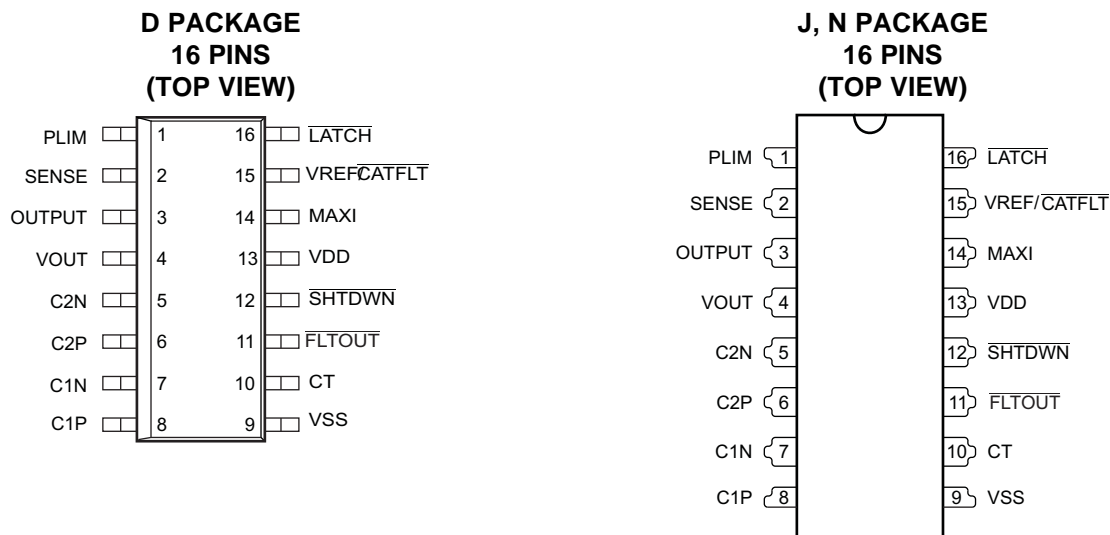 D PACKAGE
16 PINS
(TOP VIEW)
PLIM 1 16 LATCH
SENSE 2 15 VREF/CATFLT
OUTPUT 3 14 MAXI
VOUT 4 13 VDD
C2N 5 12 SHTDWN
C2P 6 11 FLTOUT
C1N 7 10 CT
C1P 8 9 VSS
J, N PACKAGE
16 PINS
(TOP VIEW)
PLIM 1 16 LATCH
SENSE 2 15 VREF/CATFLT
OUTPUT 3 14 MAXI
VOUT 4 13 VDD
C2N 5 12 SHTDWN
C2P 6 11 FLTOUT
C1N 7 10 CT
C1P 8 9 VSS